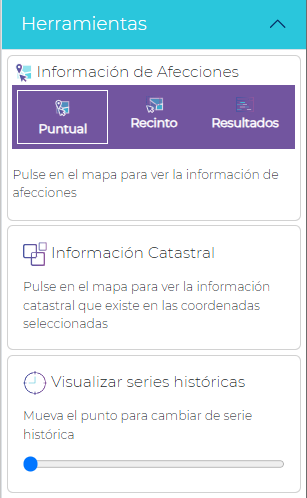 Herramientas
Información de Afecciones
Puntual
Recinto
Resultados
Pulse en el mapa para ver la información de
afecciones
Información Catastral
Pulse en el mapa para ver la información
catastral que existe en las coordenadas
seleccionadas
Visualizar series históricas
Mueva el punto para cambiar de serie
histórica